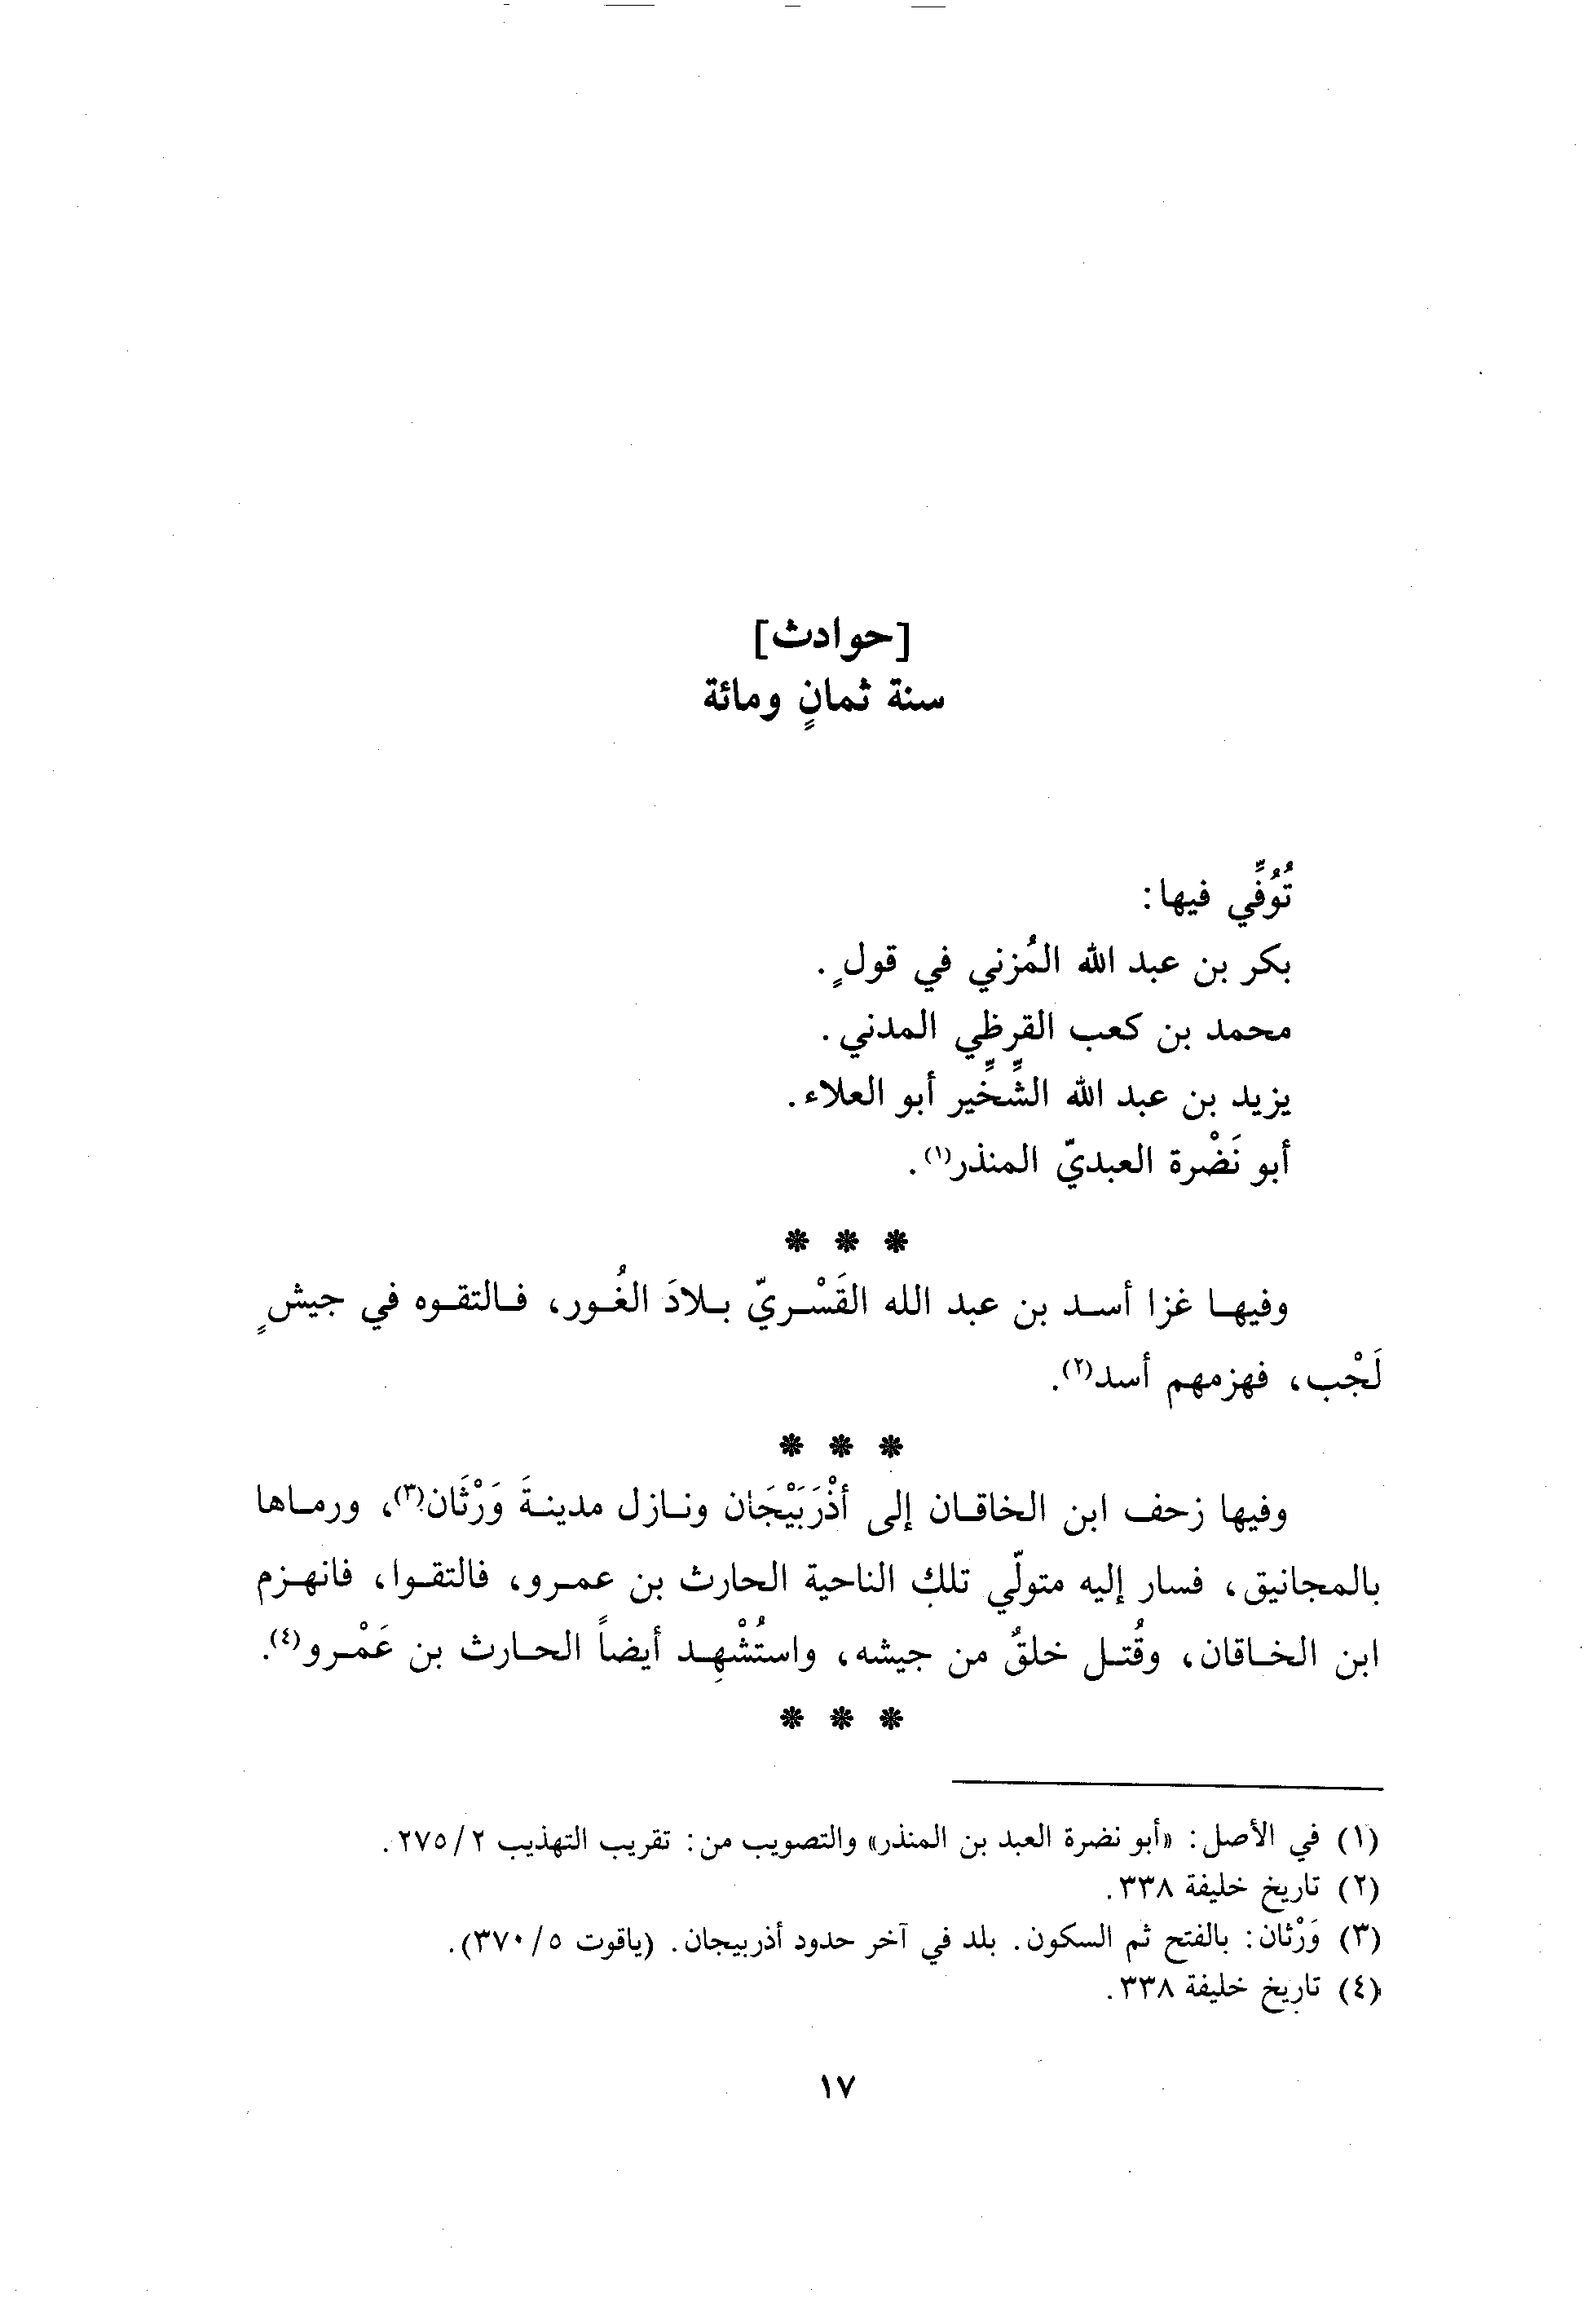 [حوادث]
سنة ثمانٍ ومائة
تُوُفِّي فيها:
بكر بن عبد الله المُزني في قولٍ.
محمد بن كعب القرظي المدني.
يزيد بن عبد الله الشِّخِّير أبو العلاء.
أبو نَضْرة العبديّ المنذر(١).
* * *
وفيها غزا أسد بن عبد الله القَسْريّ بلادَ الغُور، فالتقوه في جيشٍ
لَجْب، فهزمهم أسد(٢).
* * *
وفيها زحف ابن الخاقان إلى أذْرَبَيْجَان ونازل مدينةَ وَرْثَان(٣)، ورماها
بالمجانيق، فسار إليه متولّي تلك الناحية الحارث بن عمرو، فالتقوا، فانهزم
ابن الخاقان، وقُتل خلقٌ من جيشه، واستُشْهِد أيضاً الحارث بن عَمْرو(٤).
* * *
(١) في الأصل: «أبو نضرة العبد بن المنذر» والتصويب من: تقريب التهذيب ٢/ ٢٧٥.
(٢) تاريخ خليفة ٣٣٨.
(٣) وَرْثان: بالفتح ثم السكون. بلد في آخر حدود أذربيجان. (ياقوت ٥/ ٣٧٠).
(٤) تاريخ خليفة ٣٣٨.
١٧